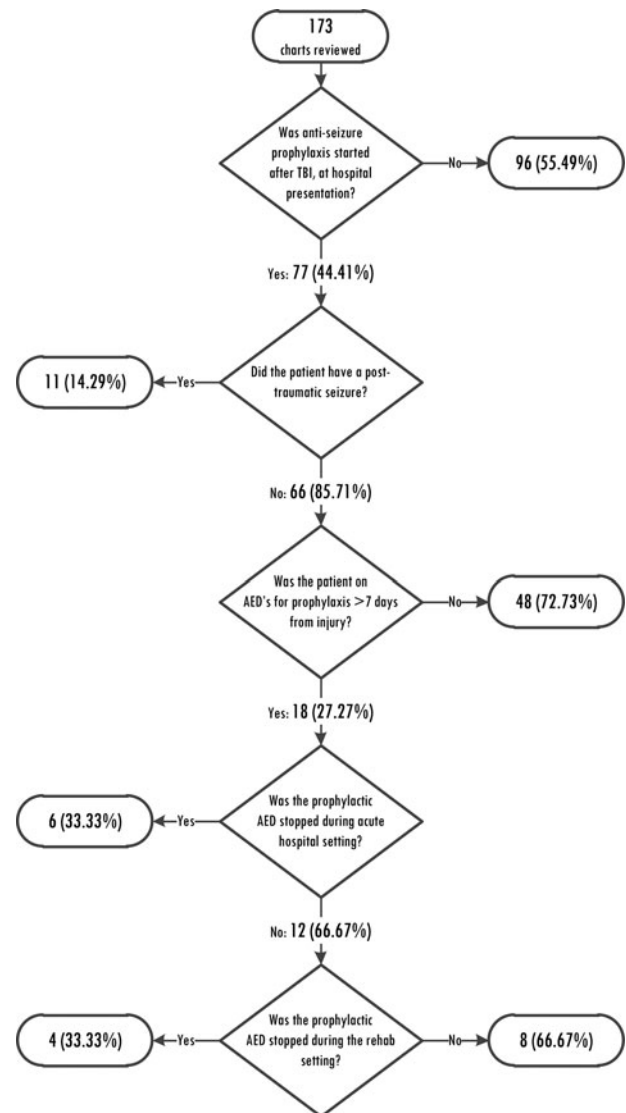 173
charts reviewed
Was anti-seizure
prophylaxis started
after TBI, at hospital
presentation?
No
96 (55.49%)
Yes: 77 (44.41%)
Did the patient have a post-
traumatic seizure?
Yes
11 (14.29%)
No: 66 (85.71%)
Was the patient on
AED's for prophylaxis >7 days
from injury?
No
48 (72.73%)
Yes: 18 (27.27%)
Was the prophylactic
AED stopped during acute
hospital setting?
Yes
6 (33.33%)
No: 12 (66.67%)
Was the prophylactic
AED stopped during the rehab
setting?
Yes
4 (33.33%)
No
8 (66.67%)